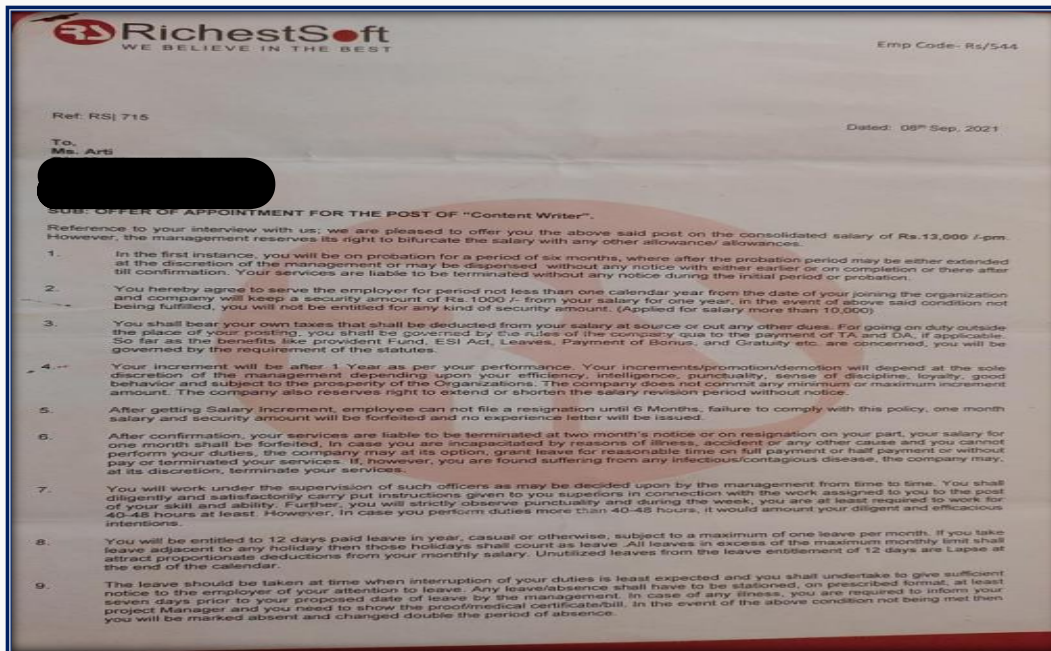 RS RichestSoft
WE BELIEVE IN THE BEST
Emp Code- Rs/544
Ref: RS| 715
Dated: 08th Sep, 2021
To,
Ms. Arti
SUB: OFFER OF APPOINTMENT FOR THE POST OF "Content Writer".
Reference to your interview with us; we are pleased to offer you the above said post on the consolidated salary of Rs.13,000 /-pm.
However, the management reserves its right to bifurcate the salary with any other allowance/ allowances.
1. In the first instance, you will be on probation for a period of six months, where after the probation period may be either extended
at the discretion of the management or may be dispensed without any notice with either earlier or on completion or there after
till confirmation. Your services are liable to be terminated without any notice during the initial period or probation.
2. You hereby agree to serve the employer for period not less than one calendar year from the date of your joining the organization
and company will keep a security amount of Rs.1000 /- from your salary for one year, in the event of above said condition not
being fulfilled, you will not be entitled for any kind of security amount. (Applied for salary more than 10,000)
3. You shall bear your own taxes that shall be deducted from your salary at source or out any other dues. For going on duty outside
the place of your posting, you shall be governed by the rules of the company qua to the payment of TA and DA, if applicable.
So far as the benefits like provident Fund, ESI Act, Leaves, Payment of Bonus, and Gratuity etc. are concerned, you will be
governed by the requirement of the statutes.
4. Your increment will be after 1 Year as per your performance. Your increments/promotion/demotion will depend at the sole
discretion of the management depending upon your efficiency, intelligence, punctuality, sense of discipline, loyalty, good
behavior and subject to the prosperity of the Organizations. The company does not commit any minimum or maximum increment
amount. The company also reserves right to extend or shorten the salary revision period without notice.
5. After getting Salary Increment, employee can not file a resignation until 6 Months, failure to comply with this policy, one month
salary and security amount will be forfeited and no experience letter will be issued.
6. After confirmation, your services are liable to be terminated at two month's notice or on resignation on your part, your salary for
one month shall be forfeited, In case you are incapacitated by reasons of illness, accident or any other cause and you cannot
perform your duties, the company may at its option, grant leave for reasonable time on full payment or half payment or without
pay or terminated your services. If, however, you are found suffering from any infectious/contagious disease, the company may,
at its discretion, terminate your services.
7. You will work under the supervision of such officers as may be decided upon by the management from time to time. You shall
diligently and satisfactorily carry put instructions given to you superiors in connection with the work assigned to you to the post
of your skill and ability. Further, you will strictly observe punctuality and during the week, you are at least required to work for
40-48 hours at least. However, in case you perform duties more than 40-48 hours, it would amount your diligent and efficacious
intentions.
8. You will be entitled to 12 days paid leave in year, casual or otherwise, subject to a maximum of one leave per month. If you take
leave adjacent to any holiday then those holidays shall count as leave .All leaves in excess of the maximum monthly limit shall
attract proportionate deductions from your monthly salary. Unutilized leaves from the leave entitlement of 12 days are Lapse at
the end of the calendar.
9. The leave should be taken at time when interruption of your duties is least expected and you shall undertake to give sufficient
notice to the employer of your attention to leave. Any leave/absence shall have to be stationed, on prescribed format, at least
seven days prior to your proposed date of leave by the management. In case of any illness, you are required to inform your
project Manager and you need to show the proof/medical certificate/bill. In the event of the above condition not being met then
you will be marked absent and changed double the period of absence.